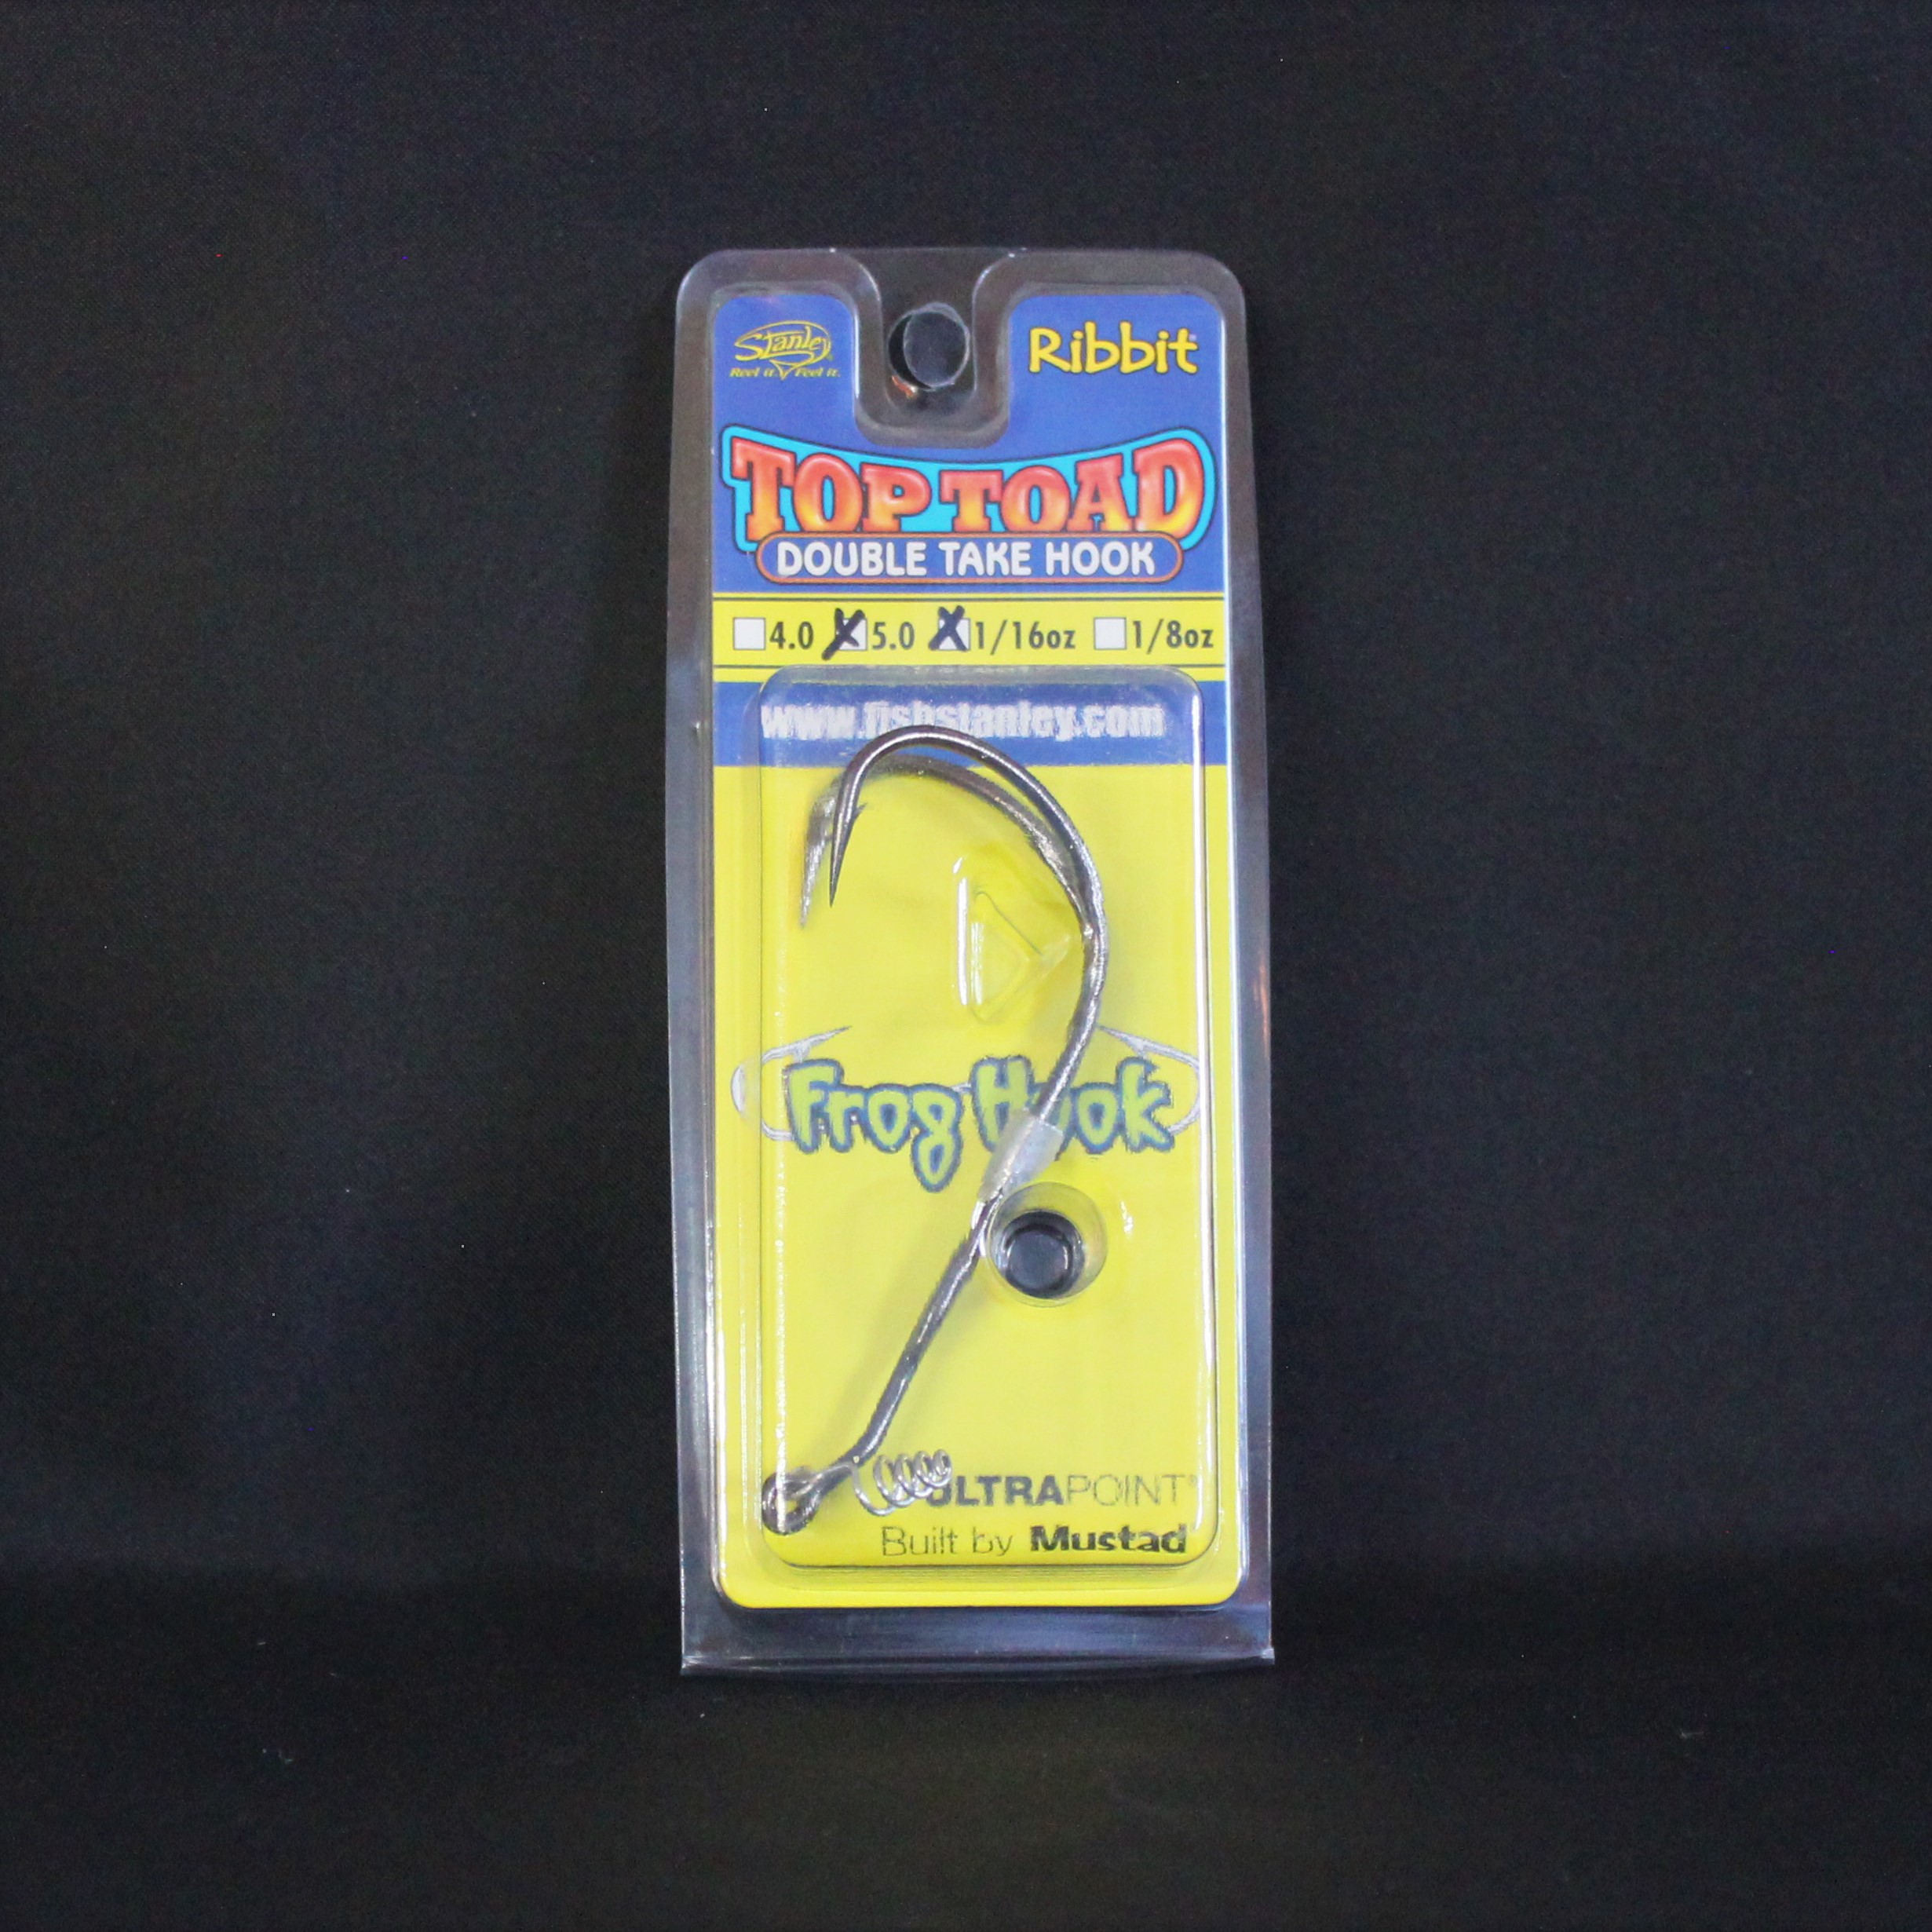 Stanley
Reel it. Feel it.
Ribbit
TOP TOAD
DOUBLE TAKE HOOK
4.0 5.0 1/16oz 1/8oz
www.fishstanley.com
Frog Hook
ULTRAPOINT®
Built by Mustad